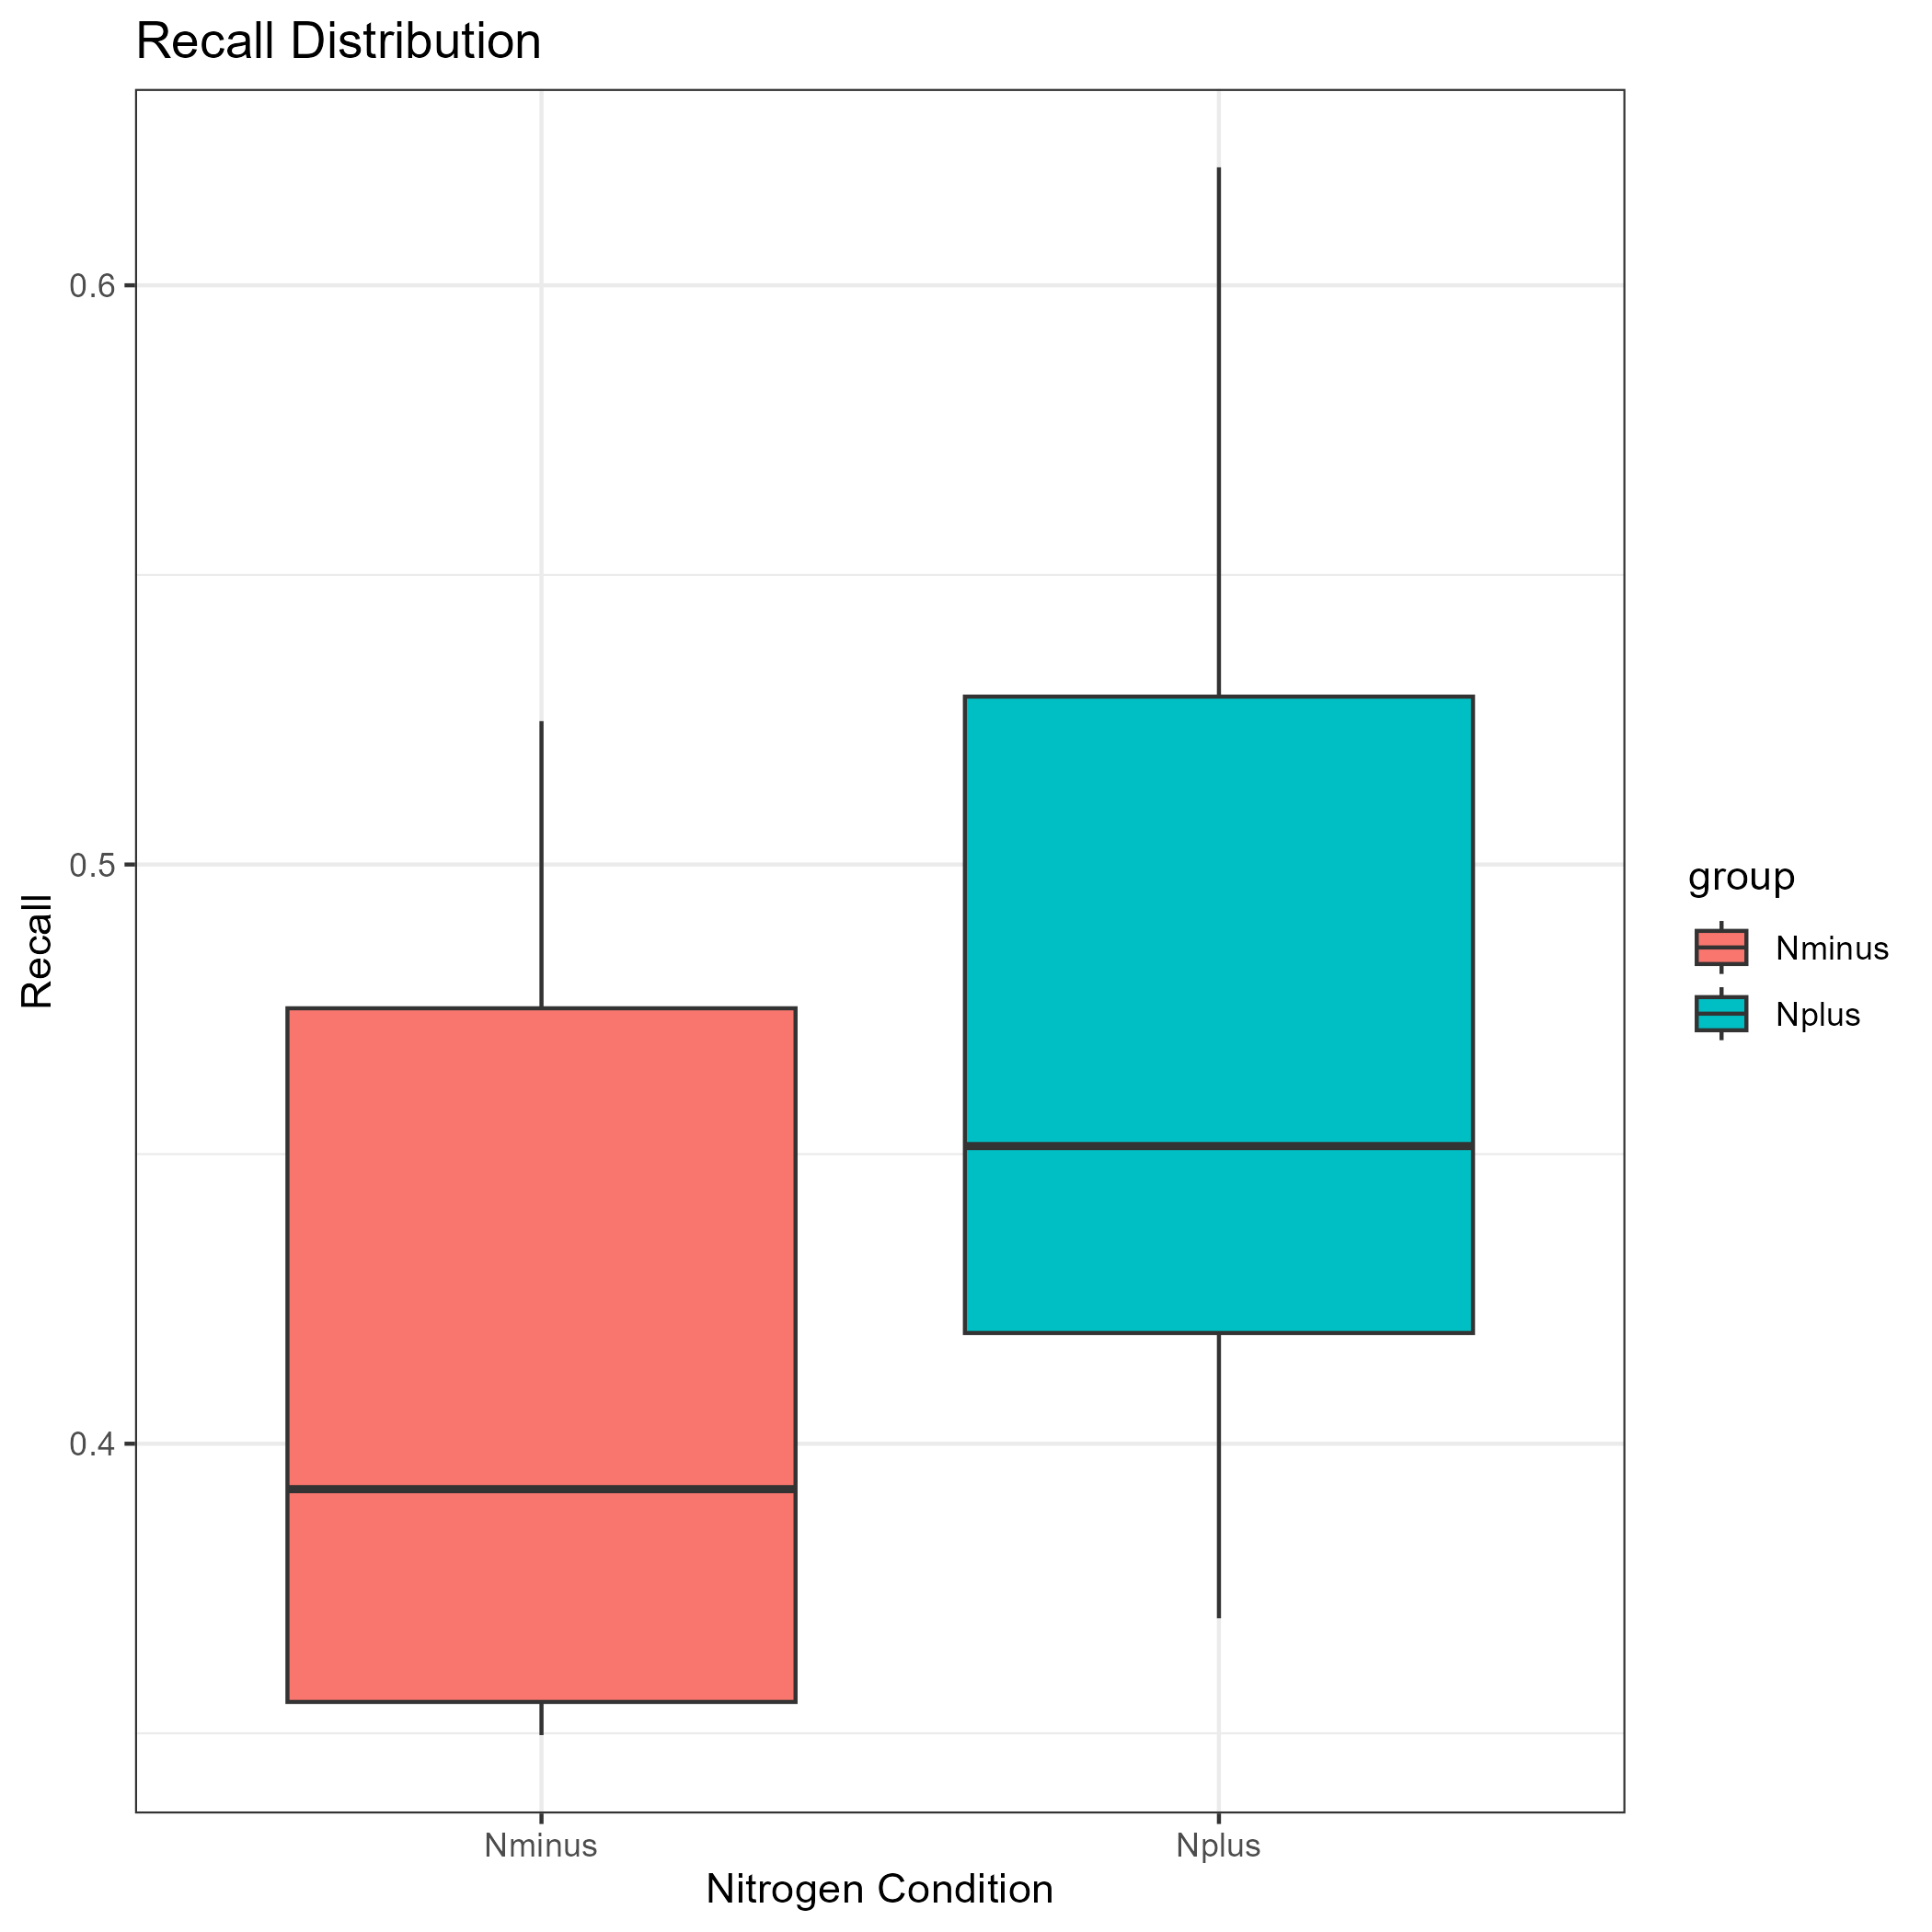 Recall Distribution
0.6
0.5
0.4
Recall
Nminus
Nplus
Nitrogen Condition
group
Nminus
Nplus